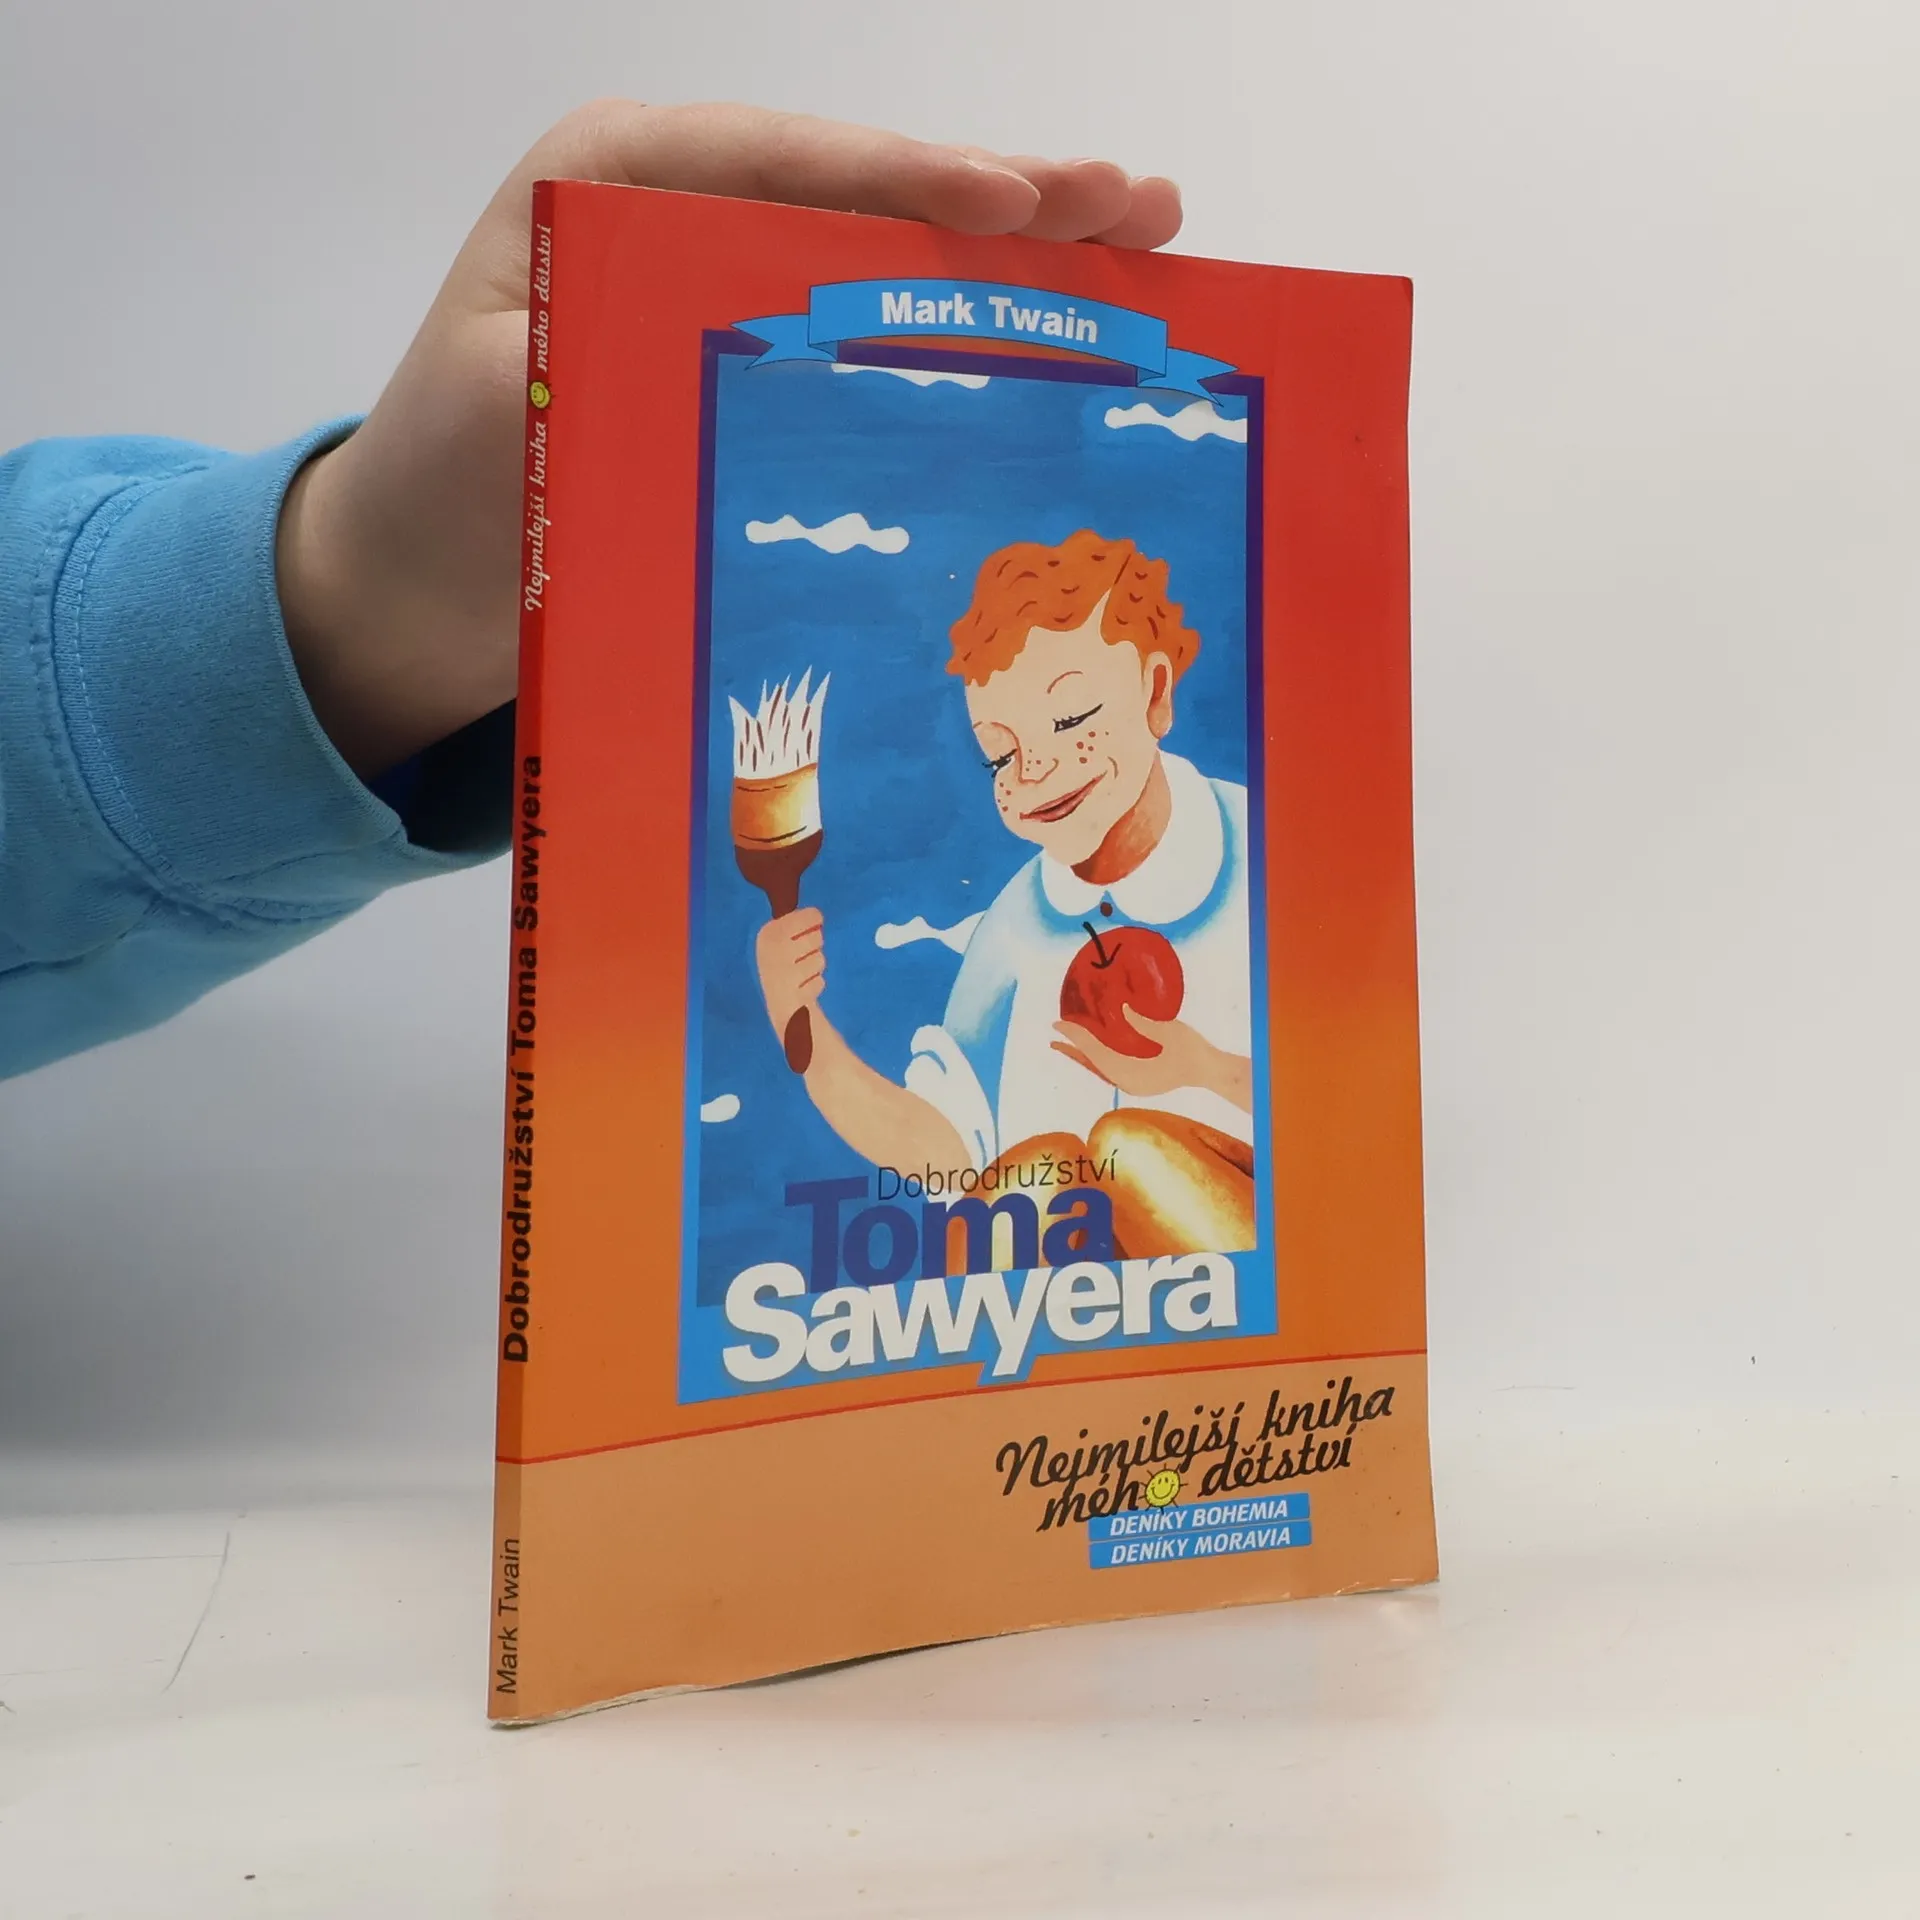 Mark Twain
Dobrodružství
Toma
Sawyera
Nejmilejší kniha
mého dětství
DENÍKY BOHEMIA
DENÍKY MORAVIA
Nejmilejší kniha mého dětství
Dobrodružství Toma Sawyera
Mark Twain